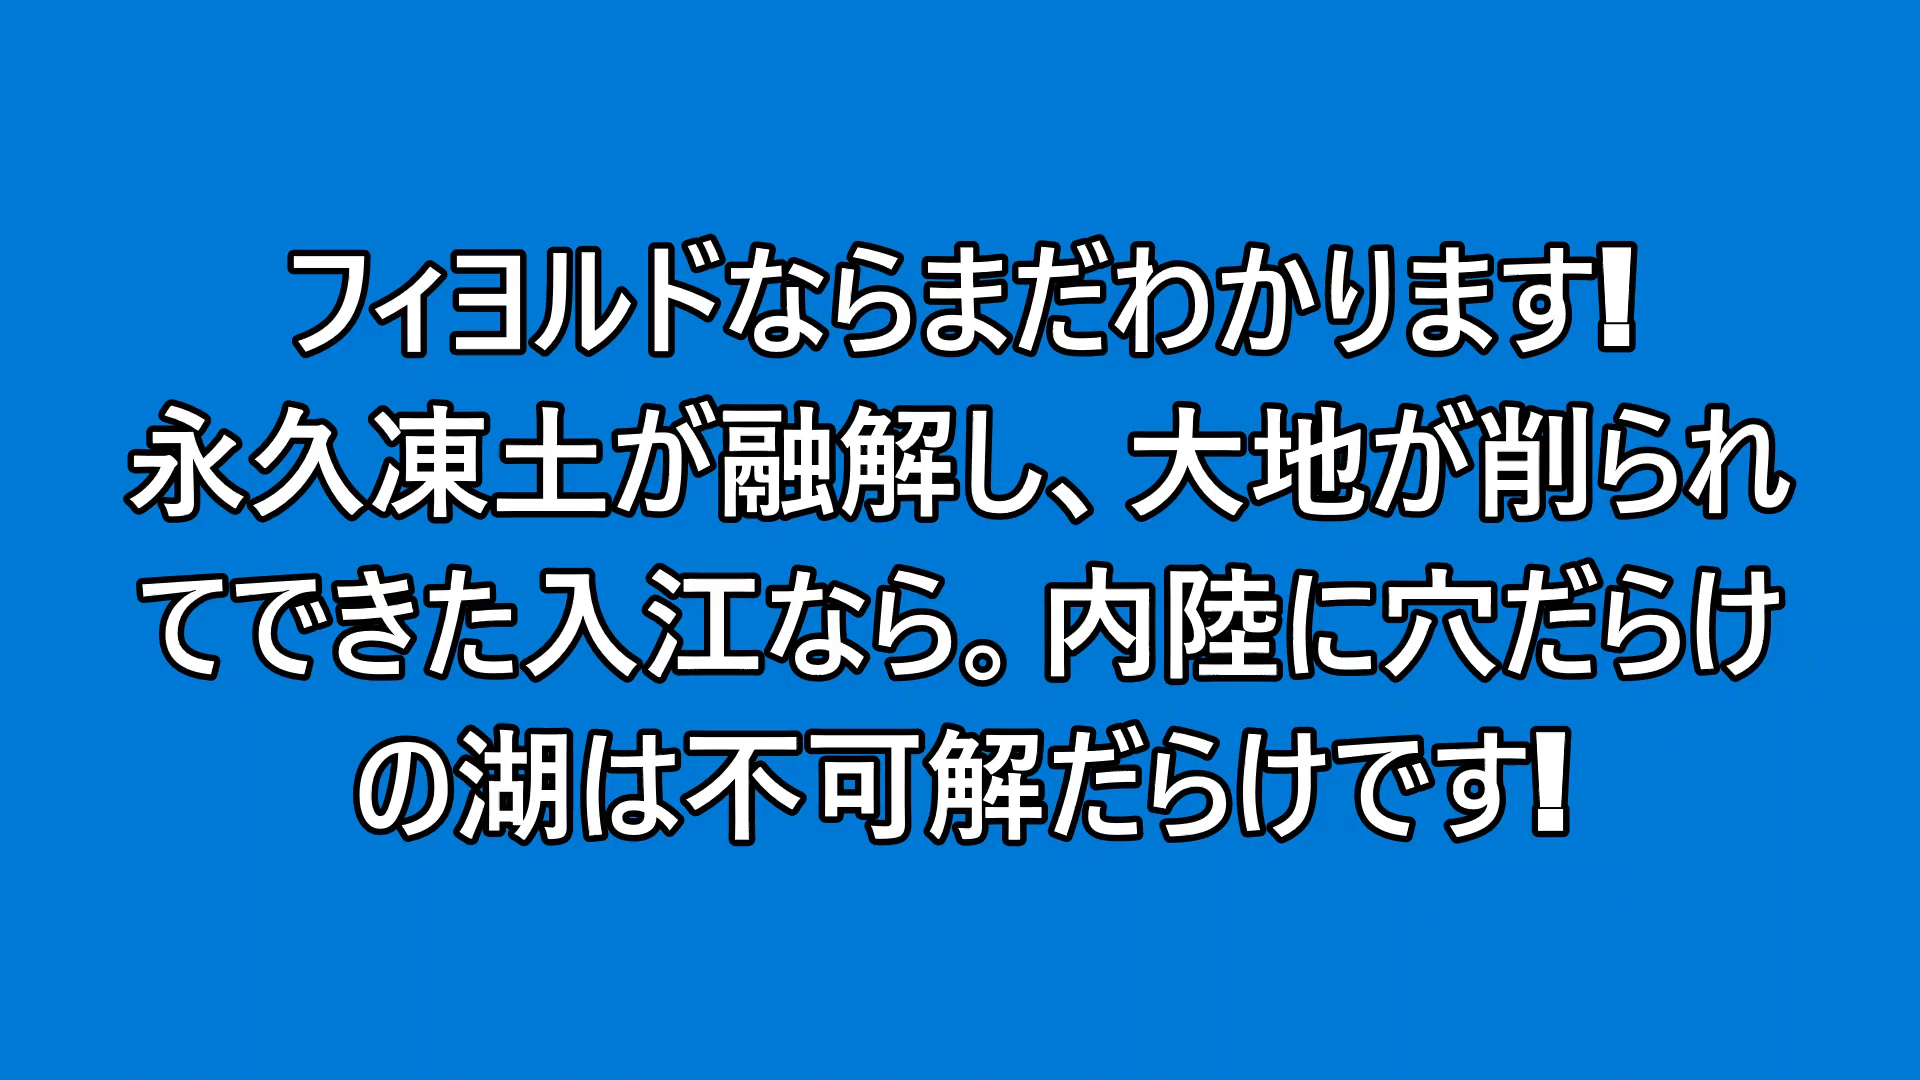 フィヨルドならまだわかります!
永久凍土が融解し、大地が削られ
てできた入江なら。内陸に穴だらけ
の湖は不可解だらけです!